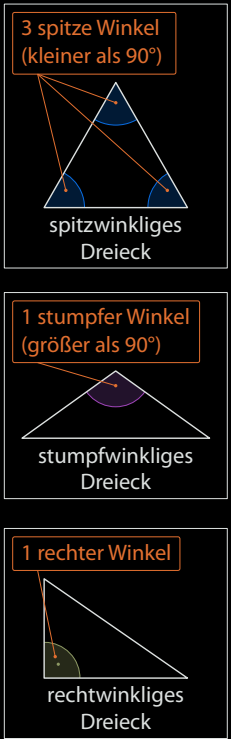 3 spitze Winkel
(kleiner als 90°)
spitzwinkliges
Dreieck
1 stumpfer Winkel
(größer als 90°)
stumpfwinkliges
Dreieck
1 rechter Winkel
rechtwinkliges
Dreieck